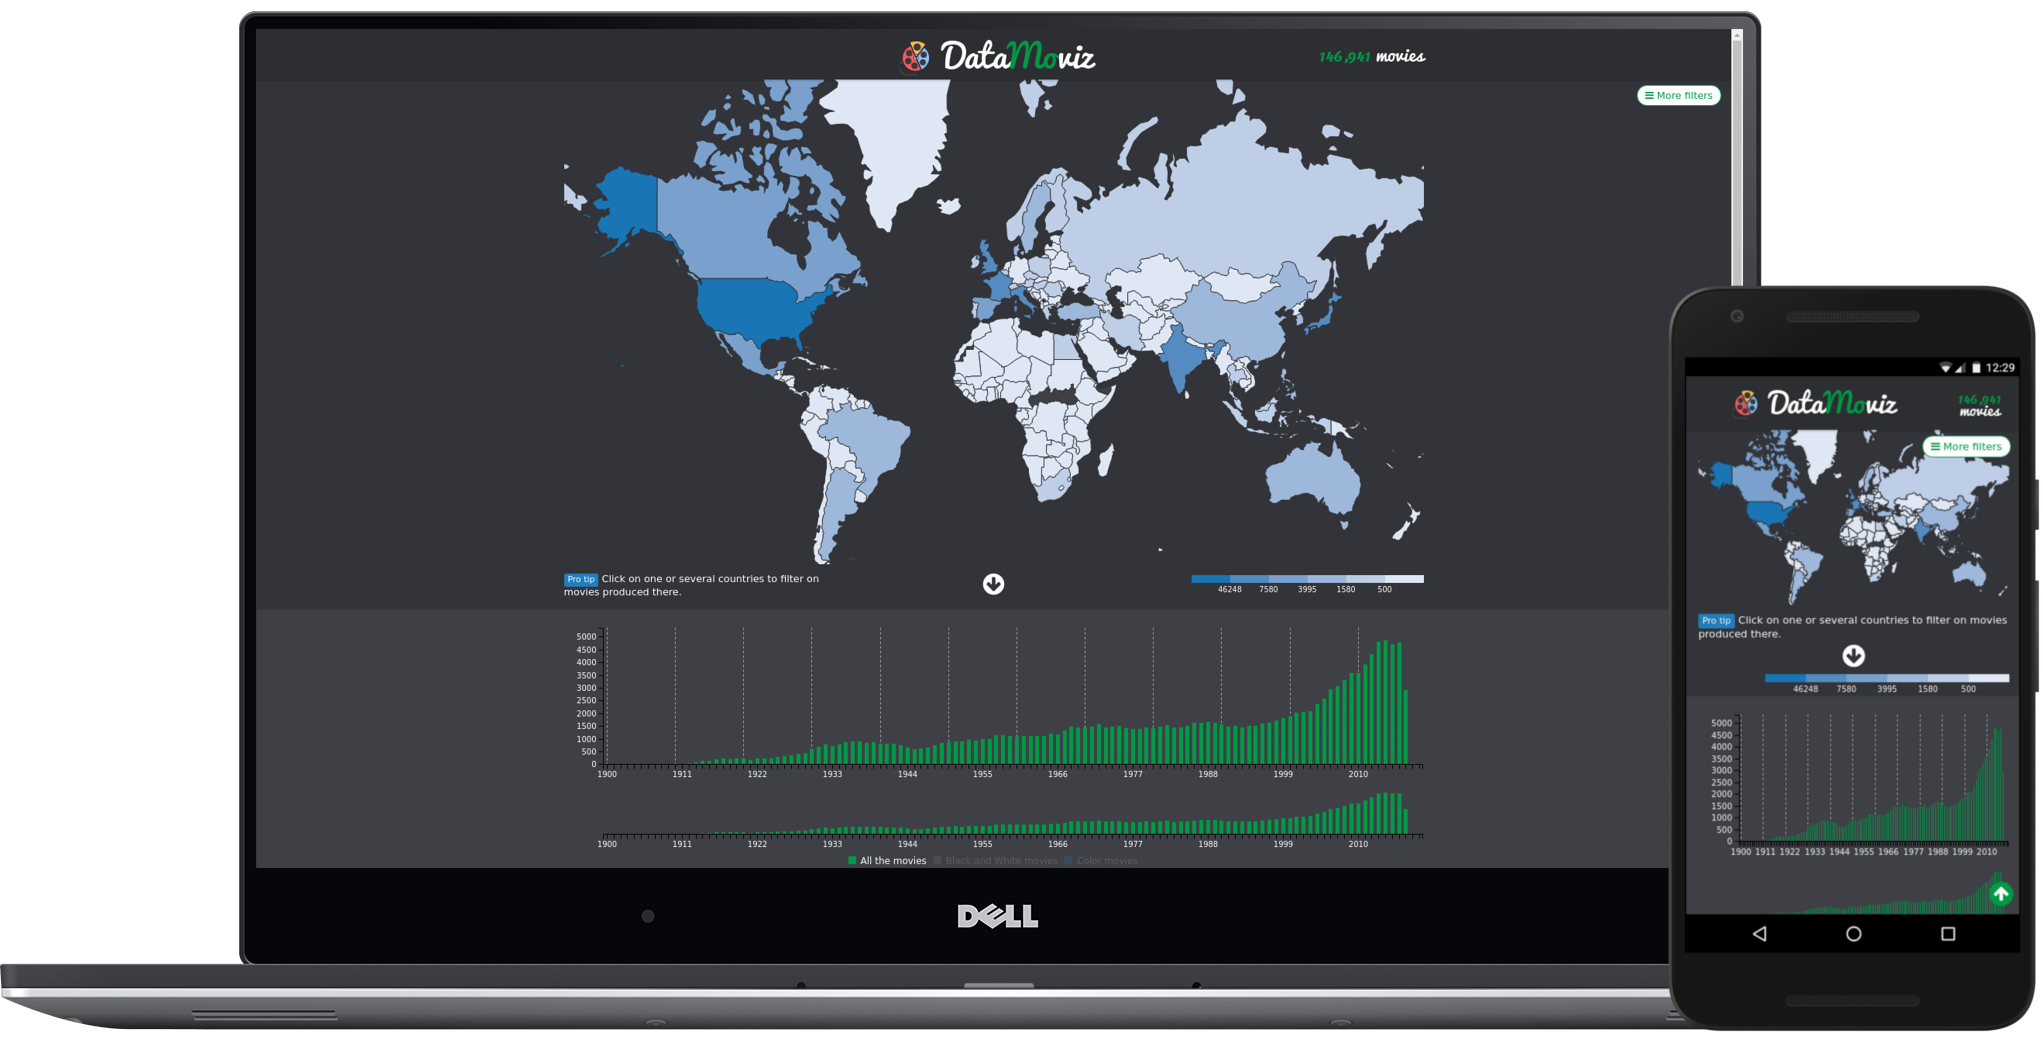 DataMoviz
146,941 movies
More filters
Pro tip Click on one or several countries to filter on
movies produced there.
46248 7580 3995 1580 500
5000
4500
4000
3500
3000
2500
2000
1500
1000
500
0
1900 1911 1922 1933 1944 1955 1966 1977 1988 1999 2010
1900 1911 1922 1933 1944 1955 1966 1977 1988 1999 2010
All the movies Black and White movies Color movies
DELL
12:29
DataMoviz
146,941
movies
More filters
Pro tip Click on one or several countries to filter on movies
produced there.
46248 7580 3995 1580 500
5000
4500
4000
3500
3000
2500
2000
1500
1000
500
0
1900 1911 1922 1933 1944 1955 1966 1977 1988 1999 2010